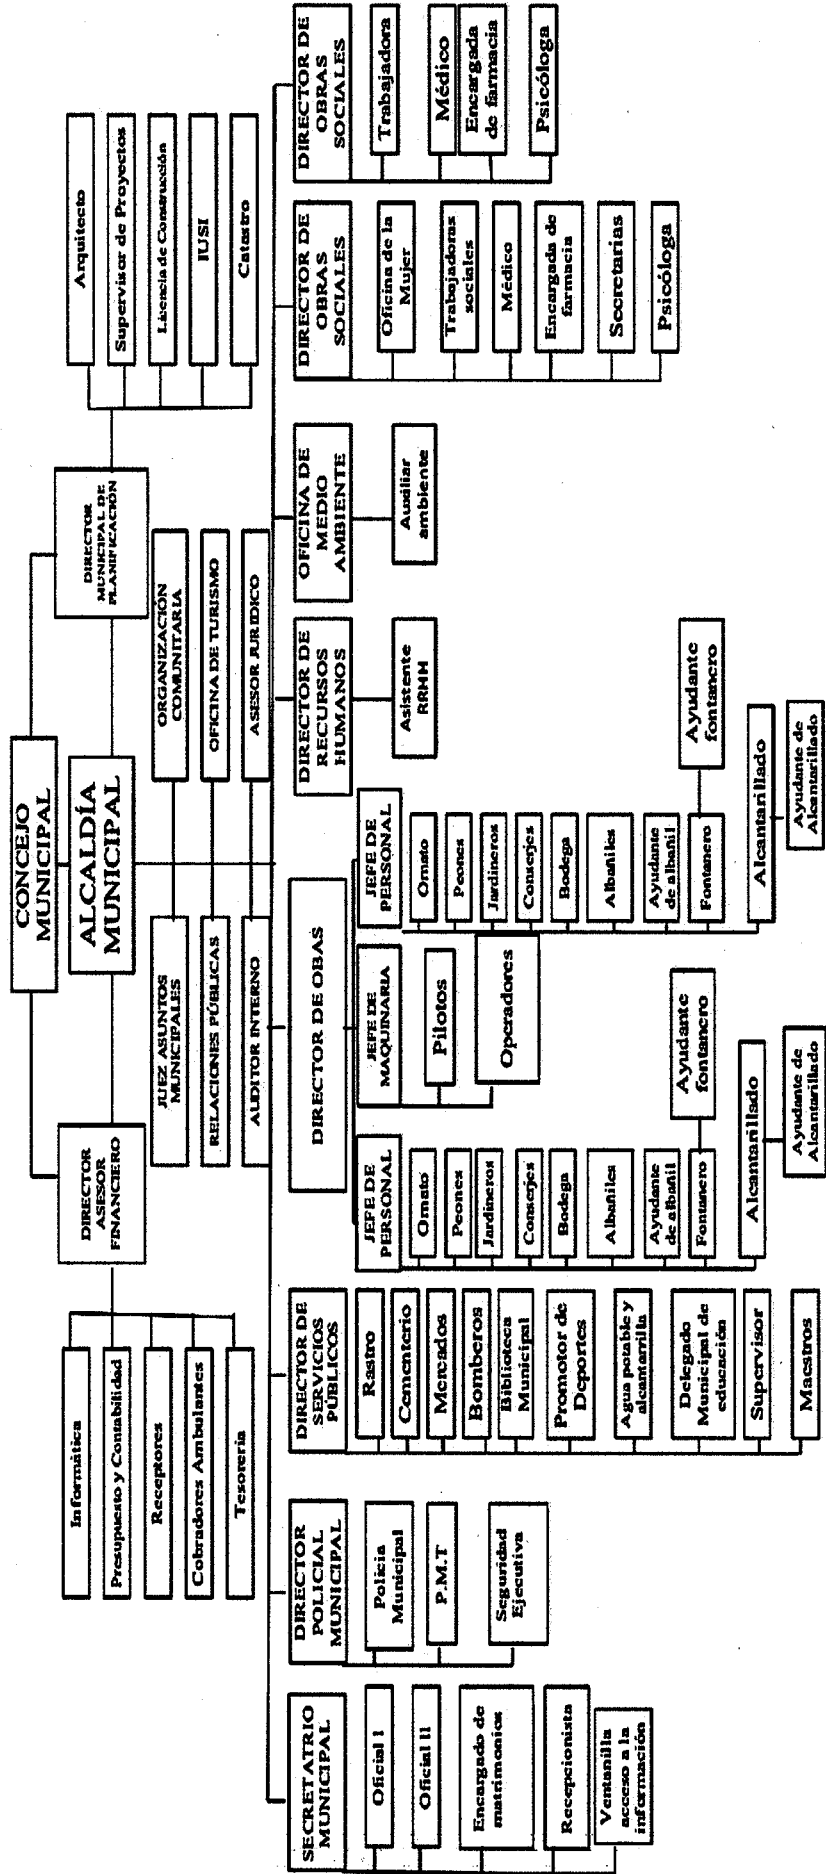 CONCEJO
MUNICIPAL
ALCALDÍA
MUNICIPAL
DIRECTOR
ASESOR
FINANCIERO
DIRECTOR
MUNICIPAL DE
PLANIFICACIÓN
Informática
Presupuesto y Contabilidad
Receptores
Cobradores Ambulantes
Tesoreria
JUEZ ASUNTOS
MUNICIPALES
RELACIONES PÚBLICAS
AUDITOR INTERNO
ORGANIZACION
COMUNITARIA
OFICINA DE TURISMO
ASESOR JURIDICO
Arquitecto
Supervisor de Proyectos
Licencia de Construcción
IUSI
Catastro
SECRETATRIO
MUNICIPAL
Oficial I
Oficial II
Encargado de
matrimonios
Recepcionista
Ventanilla
acceso a la
información
DIRECTOR
POLICIAL
MUNICIPAL
Policia
Municipal
P.M.T
Seguridad
Ejecutiva
DIRECTOR DE
SERVICIOS
PÚBLICOS
Rastro
Cementerio
Mercados
Bomberos
Biblioteca
Municipal
Promotor de
Deportes
Agua potable y
alcantarrilla
Delegado
Municipal de
educación
Supervisor
Maestros
DIRECTOR DE OBAS
JEFE DE
PERSONAL
Ornato
Peones
Jardineros
Conserjes
Bodega
Albañiles
Ayudante
de albañil
Fontanero
Ayudante
fontanero
Alcantarillado
Ayudante de
Alcantarillado
JEFE DE
MAQUINARIA
Pilotos
Operadores
JEFE DE
PERSONAL
Ornato
Peones
Jardineros
Conserjes
Bodega
Albañiles
Ayudante
de albañil
Fontanero
Ayudante
fontanero
Alcantarillado
Ayudante de
Alcantarillado
DIRECTOR DE
RECURSOS
HUMANOS
Asistente
RRHH
OFICINA DE
MEDIO
AMBIENTE
Auxiliar
ambiente
DIRECTOR DE
OBRAS
SOCIALES
Oficina de la
Mujer
Trabajadoras
sociales
Médico
Encargada de
farmacia
Secretarias
Psicóloga
DIRECTOR DE
OBRAS
SOCIALES
Trabajadora
Médico
Encargada
de farmacia
Psicóloga